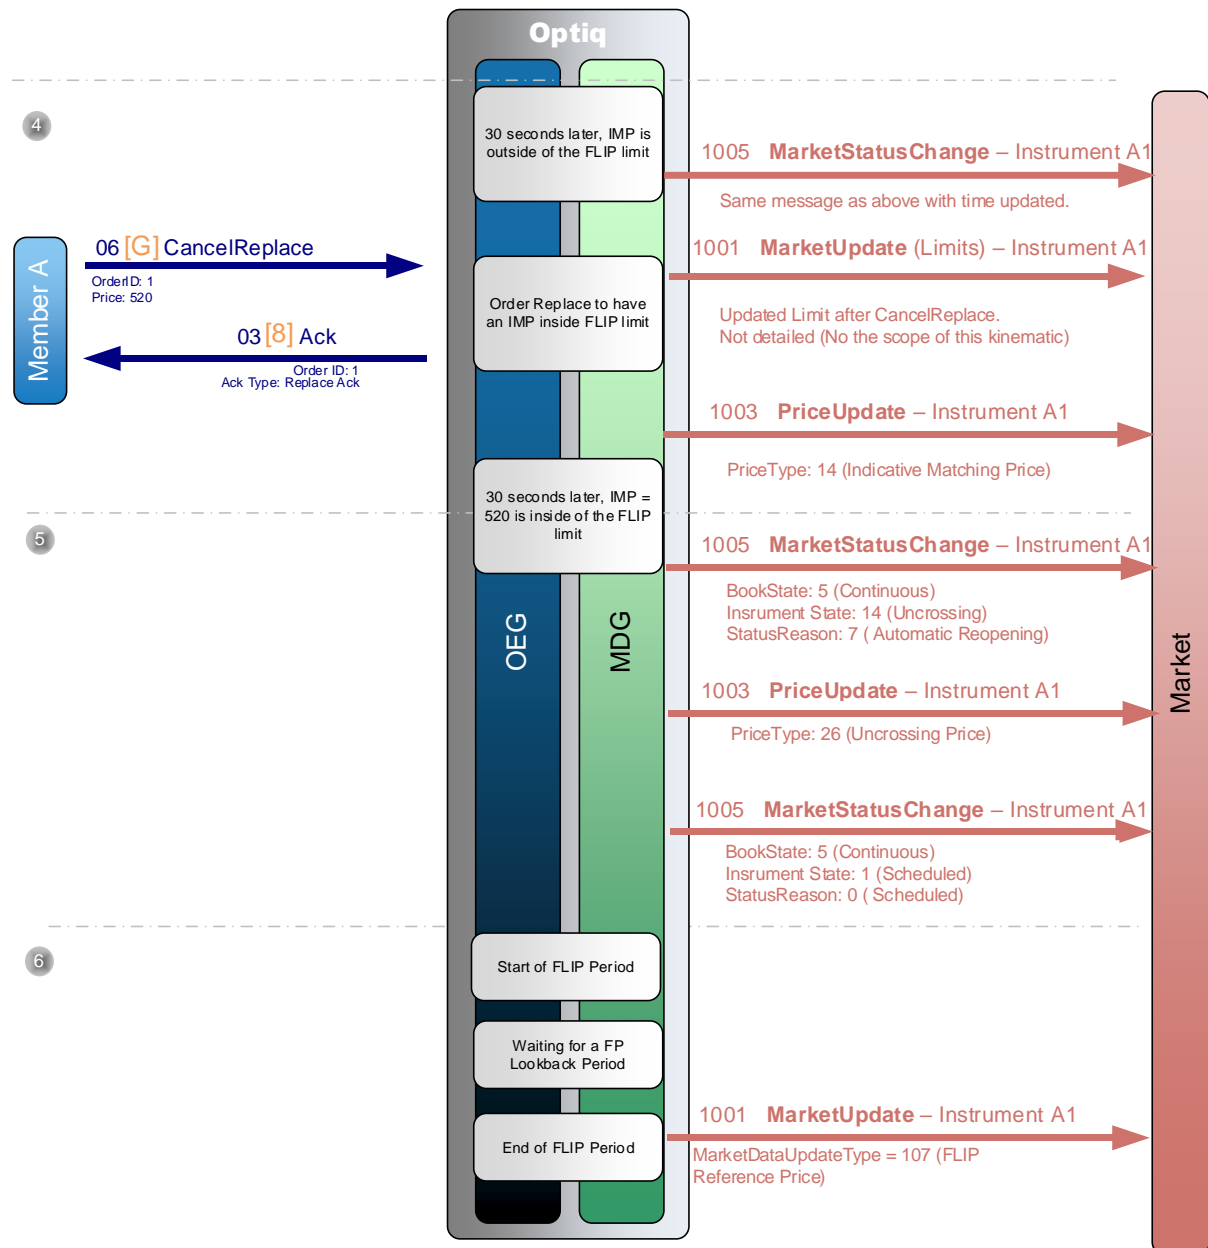 Optiq
4
30 seconds later, IMP is
outside of the FLIP limit
1005 MarketStatusChange – Instrument A1
Same message as above with time updated.
Member A
06 [G] CancelReplace
OrderID: 1
Price: 520
03 [8] Ack
Order ID: 1
Ack Type: Replace Ack
Order Replace to have
an IMP inside FLIP limit
1001 MarketUpdate (Limits) – Instrument A1
Updated Limit after CancelReplace.
Not detailed (No the scope of this kinematic)
1003 PriceUpdate – Instrument A1
PriceType: 14 (Indicative Matching Price)
30 seconds later, IMP =
520 is inside of the FLIP
limit
5
1005 MarketStatusChange – Instrument A1
BookState: 5 (Continuous)
Insrument State: 14 (Uncrossing)
StatusReason: 7 ( Automatic Reopening)
OEG
MDG
Market
1003 PriceUpdate – Instrument A1
PriceType: 26 (Uncrossing Price)
1005 MarketStatusChange – Instrument A1
BookState: 5 (Continuous)
Insrument State: 1 (Scheduled)
StatusReason: 0 ( Scheduled)
6
Start of FLIP Period
Waiting for a FP
Lookback Period
End of FLIP Period
1001 MarketUpdate – Instrument A1
MarketDataUpdateType = 107 (FLIP
Reference Price)